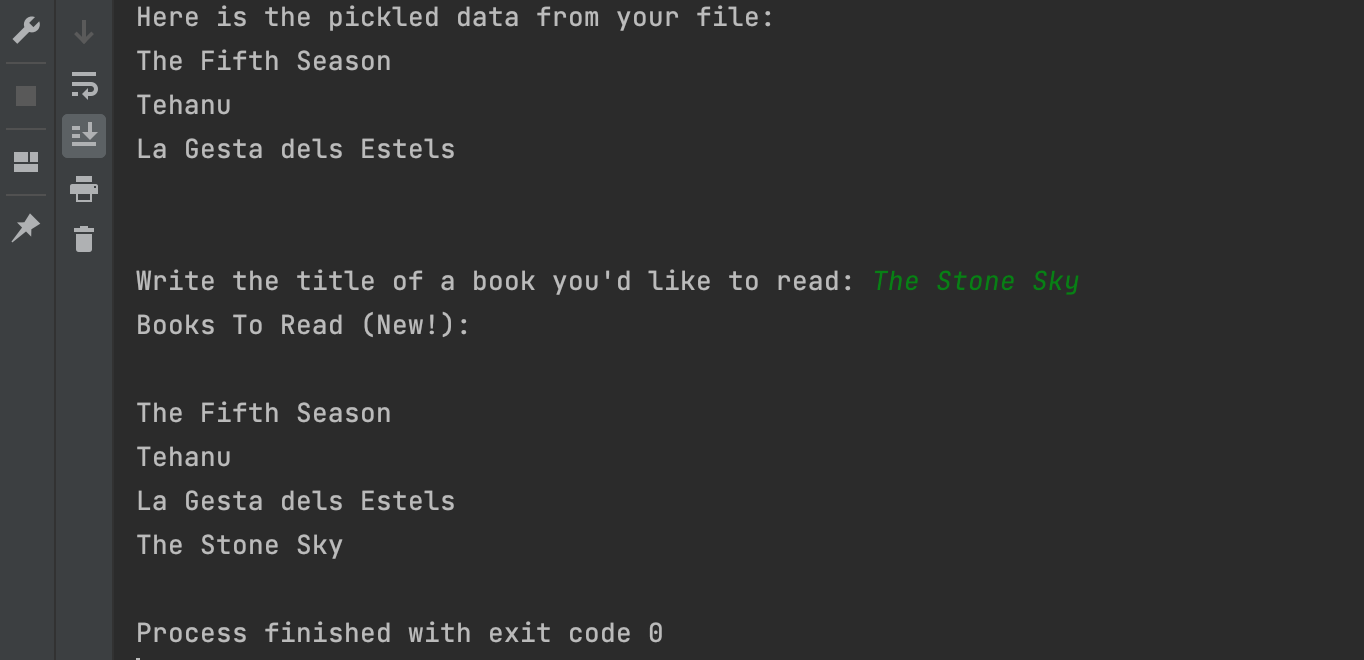 Here is the pickled data from your file:
The Fifth Season
Tehanu
La Gesta dels Estels
Write the title of a book you'd like to read: The Stone Sky
Books To Read (New!):
The Fifth Season
Tehanu
La Gesta dels Estels
The Stone Sky
Process finished with exit code 0